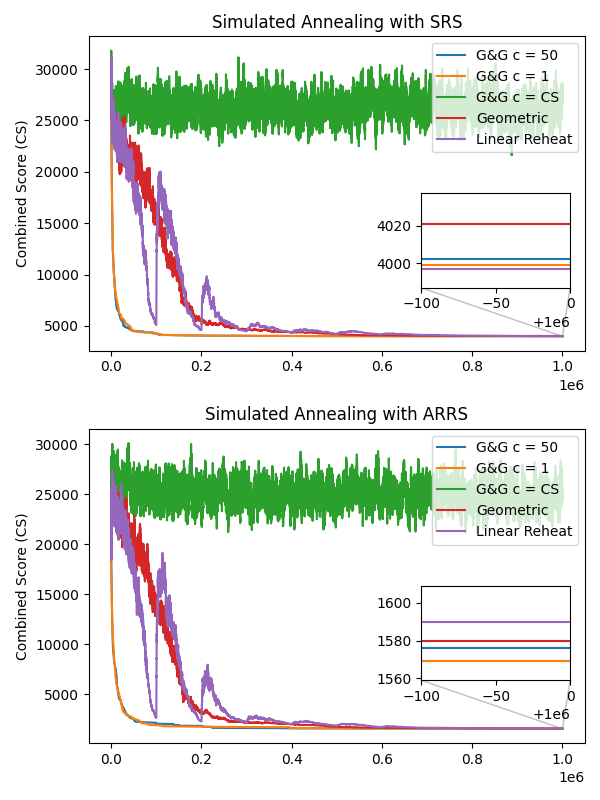 Simulated Annealing with SRS
Combined Score (CS)
30000
25000
20000
15000
10000
5000
G&G c = 50
G&G c = 1
G&G c = CS
Geometric
Linear Reheat
4020
4000
−100
−50
0
+1e6
0.0
0.2
0.4
0.6
0.8
1.0
1e6
Simulated Annealing with ARRS
Combined Score (CS)
30000
25000
20000
15000
10000
5000
G&G c = 50
G&G c = 1
G&G c = CS
Geometric
Linear Reheat
1600
1580
1560
−100
−50
0
+1e6
0.0
0.2
0.4
0.6
0.8
1.0
1e6